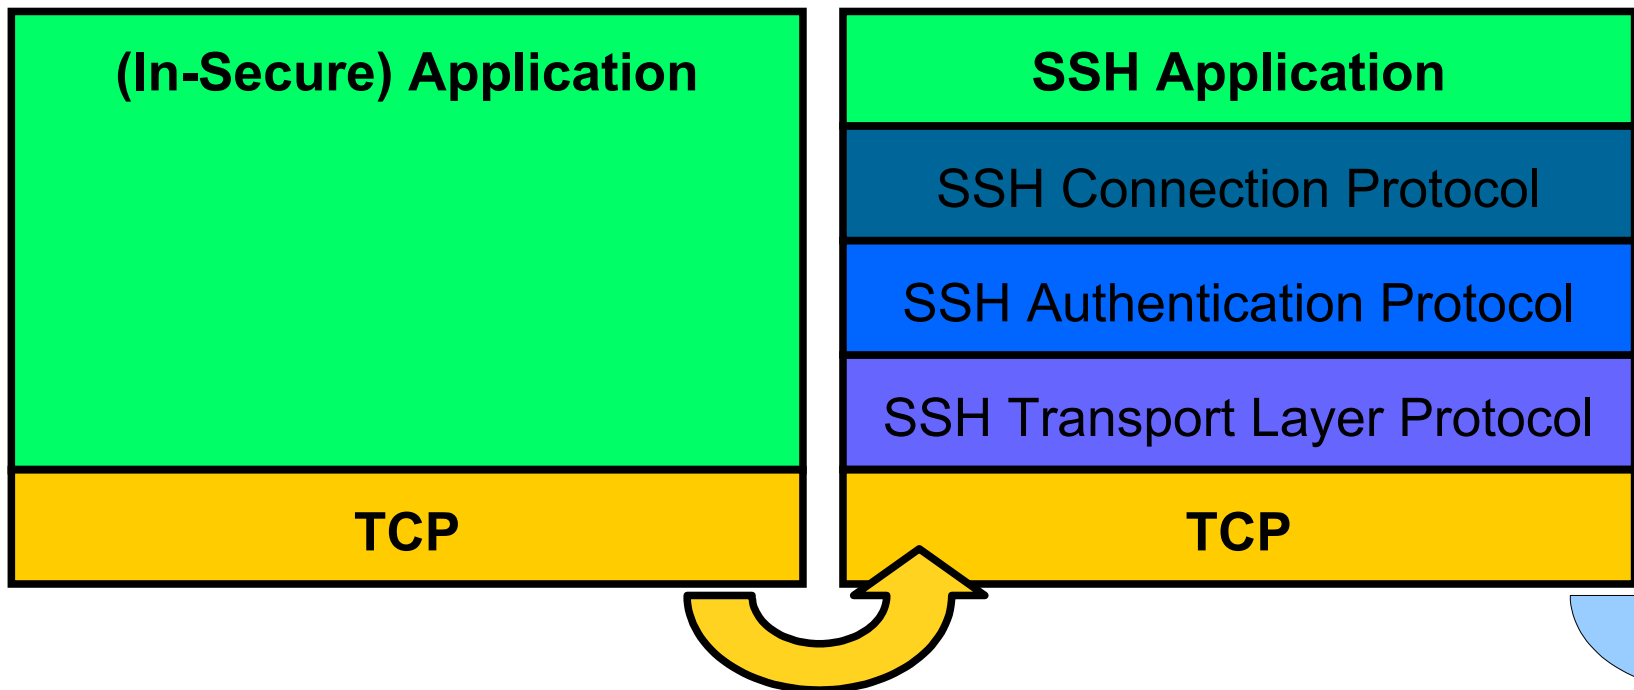 (In-Secure) Application
TCP
SSH Application
SSH Connection Protocol
SSH Authentication Protocol
SSH Transport Layer Protocol
TCP